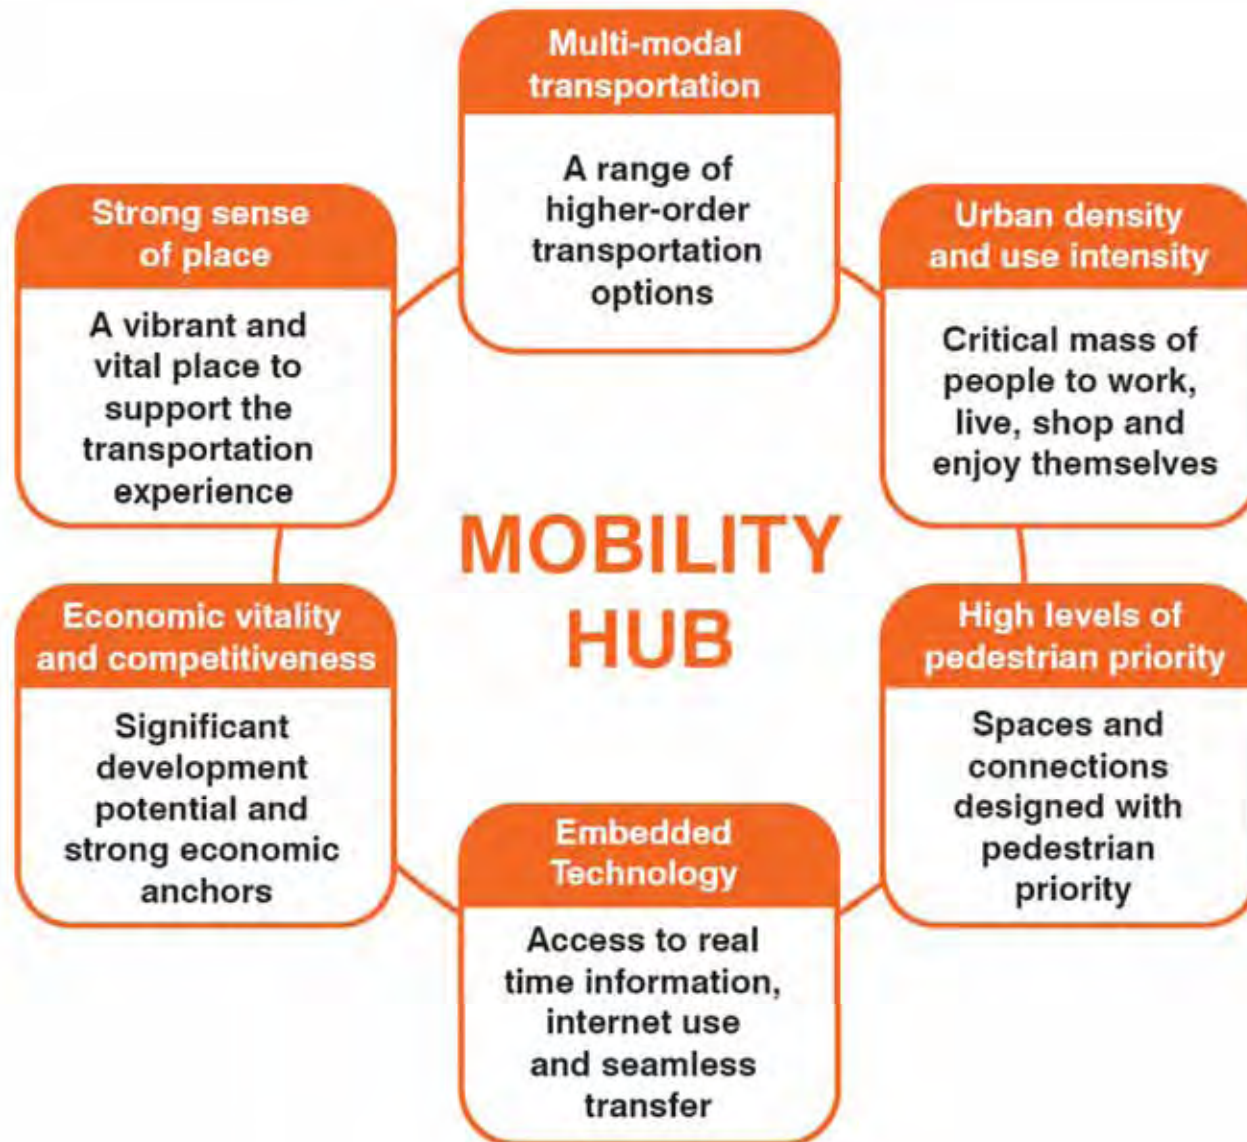 Multi-modal
transportation
A range of
higher-order
transportation
options
Urban density
and use intensity
Critical mass of
people to work,
live, shop and
enjoy themselves
High levels of
pedestrian priority
Spaces and
connections
designed with
pedestrian
priority
Embedded
Technology
Access to real
time information,
internet use
and seamless
transfer
Economic vitality
and competitiveness
Significant
development
potential and
strong economic
anchors
Strong sense
of place
A vibrant and
vital place to
support the
transportation
experience
MOBILITY
HUB